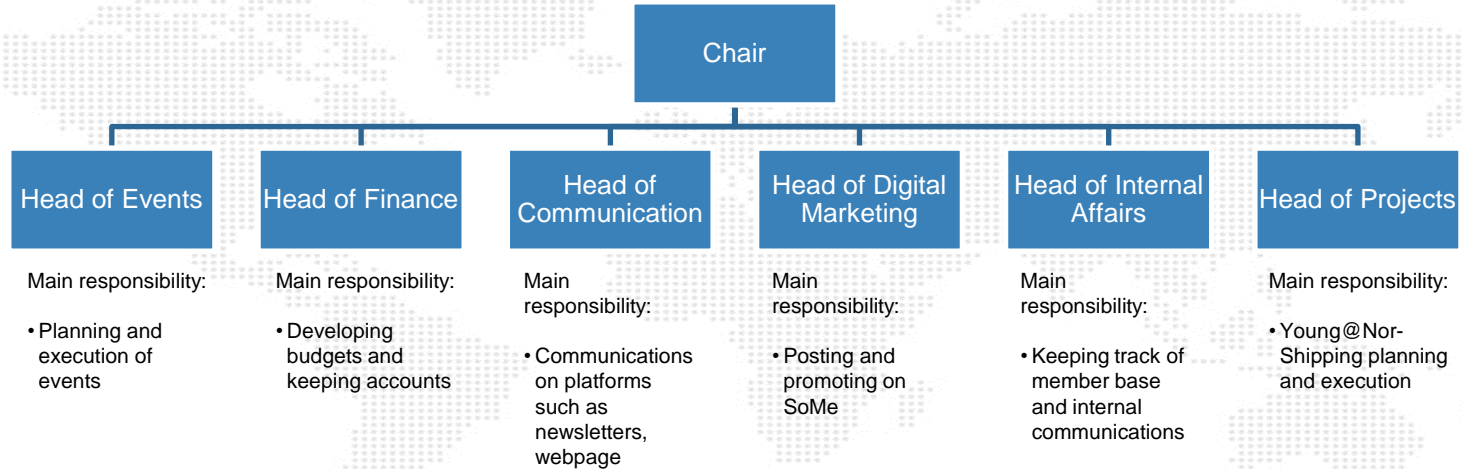 Chair
Head of Events
Head of Finance
Head of
Communication
Head of Digital
Marketing
Head of Internal
Affairs
Head of Projects
Main responsibility:
• Planning and
execution of
events
Main responsibility:
• Developing
budgets and
keeping accounts
Main
responsibility:
• Communications
on platforms
such as
newsletters,
webpage
Main
responsibility:
• Posting and
promoting on
SoMe
Main
responsibility:
• Keeping track of
member base
and internal
communications
Main responsibility:
• Young@Nor-
Shipping planning
and execution